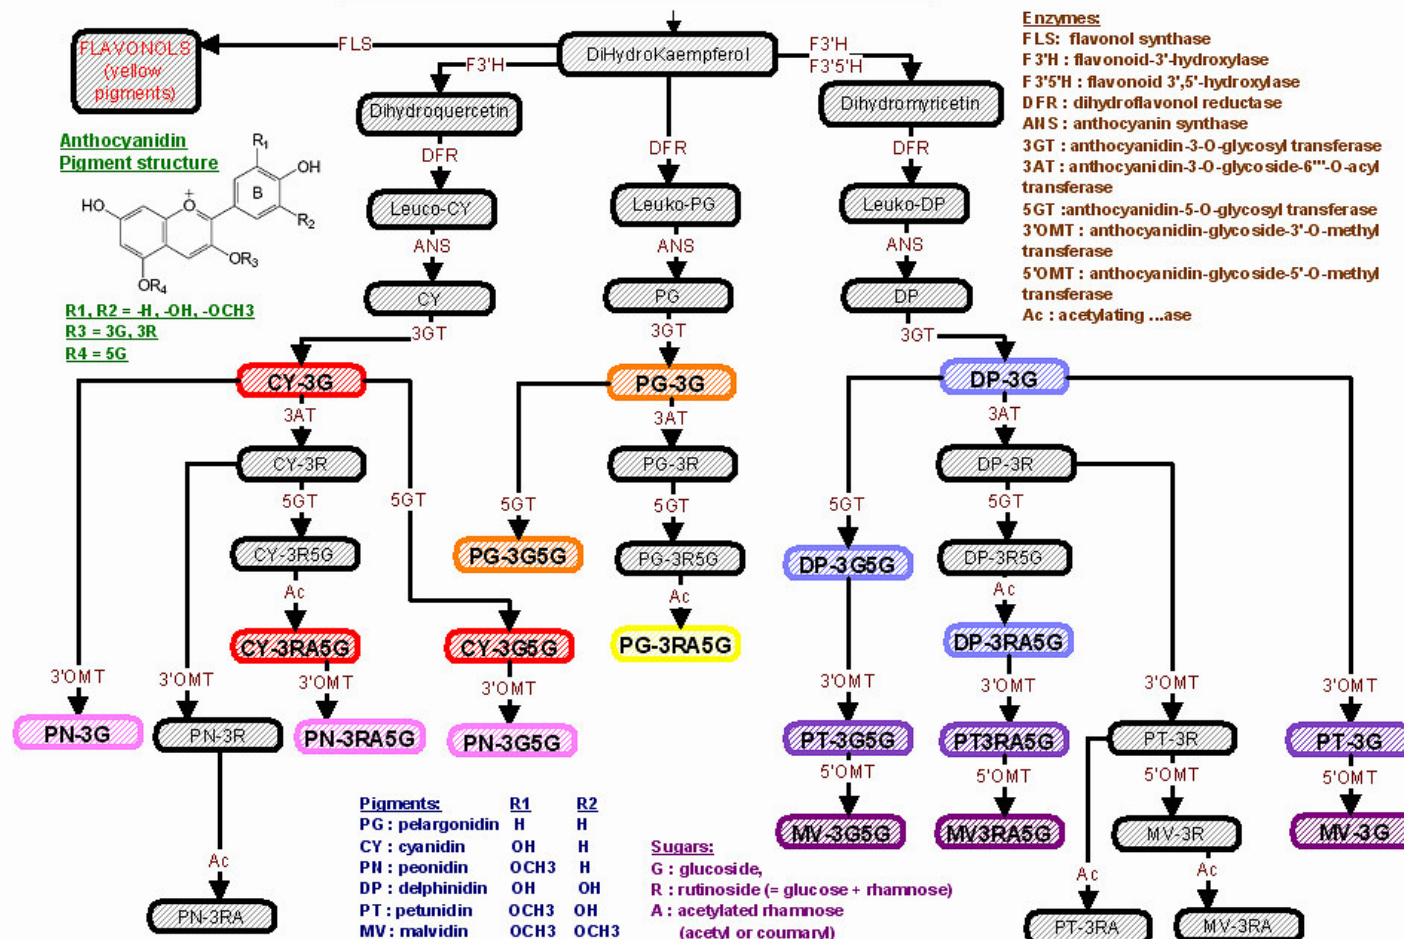 FLAVONOLS
(yellow
pigments)
FLS
DiHydroKaempferol
F3'H
F3'H
F3'5'H
Dihydroquercetin
Dihydromyricetin
DFR
DFR
DFR
Leuco-CY
Leuko-PG
Leuko-DP
ANS
ANS
ANS
CY
PG
DP
3GT
3GT
3GT
Enzymes:
FLS: flavonol synthase
F3'H : flavonoid-3'-hydroxylase
F3'5'H : flavonoid 3',5'-hydroxylase
DFR : dihydroflavonol reductase
ANS : anthocyanin synthase
3GT : anthocyanidin-3-O-glycosyl transferase
3AT : anthocyanidin-3-O-glycoside-6'''-O-acyl
transferase
5GT :anthocyanidin-5-O-glycosyl transferase
3'OMT : anthocyanidin-glycoside-3'-O-methyl
transferase
5'OMT : anthocyanidin-glycoside-5'-O-methyl
transferase
Ac : acetylating ...ase
Anthocyanidin
Pigment structure
R1
OH
B
O+
HO
R2
OR3
OR4
R1, R2 = -H, -OH, -OCH3
R3 = 3G, 3R
R4 = 5G
CY-3G
PG-3G
DP-3G
3AT
3AT
3AT
CY-3R
PG-3R
DP-3R
5GT
5GT
5GT
5GT
5GT
5GT
CY-3R5G
PG-3G5G
PG-3R5G
DP-3G5G
DP-3R5G
Ac
Ac
Ac
CY-3RA5G
CY-3G5G
PG-3RA5G
DP-3RA5G
3'OMT
3'OMT
3'OMT
3'OMT
3'OMT
3'OMT
3'OMT
3'OMT
PN-3G
PN-3R
PN-3RA5G
PN-3G5G
PT-3G5G
PT3RA5G
PT-3R
PT-3G
5'OMT
5'OMT
5'OMT
5'OMT
MV-3G5G
MV3RA5G
MV-3R
MV-3G
Ac
Ac
Ac
PN-3RA
PT-3RA
MV-3RA
Pigments: R1 R2
PG : pelargonidin H H
CY : cyanidin OH H
PN : peonidin OCH3 H
DP : delphinidin OH OH
PT : petunidin OCH3 OH
MV : malvidin OCH3 OCH3
Sugars:
G : glucoside,
R : rutinoside (= glucose + rhamnose)
A : acetylated rhamnose
(acetyl or coumaryl)